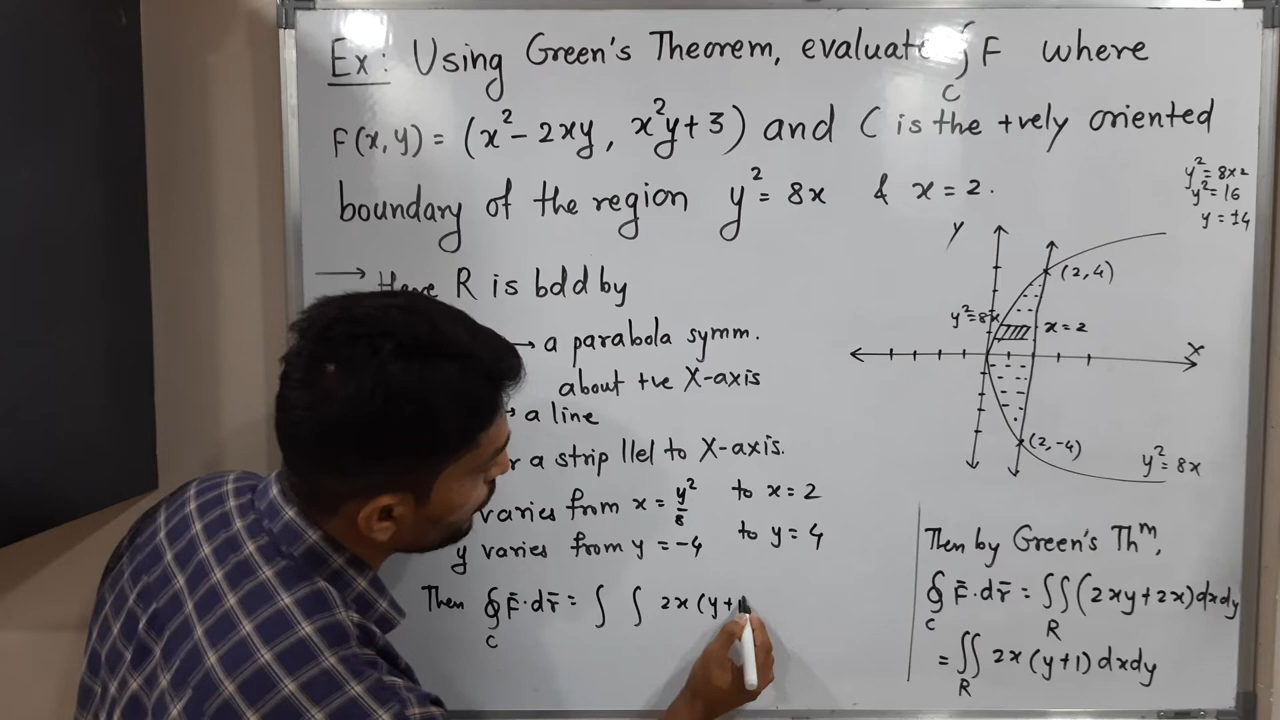 Ex: Using Green's Theorem, evaluate ∫ F where
C
F(x,y) = (x² - 2xy, x²y + 3) and C is the +vely oriented
boundary of the region y² = 8x & x = 2.
y² = 8×2
y² = 16
y = ±4
→ Here R is bdd by
→ a parabola symm.
about +ve X-axis
→ a line
a strip llel to X-axis.
varies from x = y²/8 to x = 2
y varies from y = -4 to y = 4
Then ∮ F̄·dr̄ = ∫ ∫ 2x (y+1
C
Y
(2, 4)
y² = 8x
x = 2
X
(2, -4)
y² = 8x
Then by Green's Thᵐ,
∮ F̄·dr̄ = ∬ (2xy + 2x) dxdy
C R
= ∬ 2x (y+1) dxdy
R